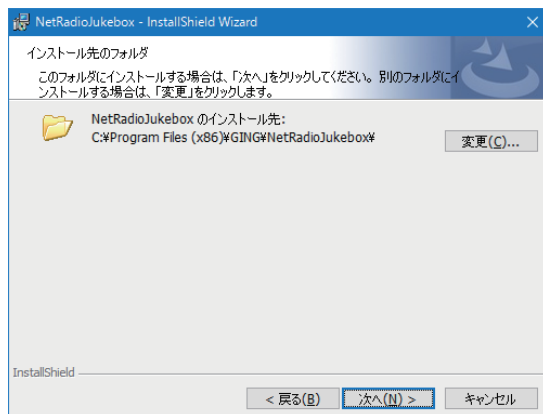 NetRadioJukebox - InstallShield Wizard
インストール先のフォルダ
このフォルダにインストールする場合は、「次へ」をクリックしてください。別のフォルダにイ
ンストールする場合は、「変更」をクリックします。
NetRadioJukebox のインストール先:
C:¥Program Files (x86)¥GING¥NetRadioJukebox¥
変更(C)...
InstallShield
< 戻る(B)
次へ(N) >
キャンセル